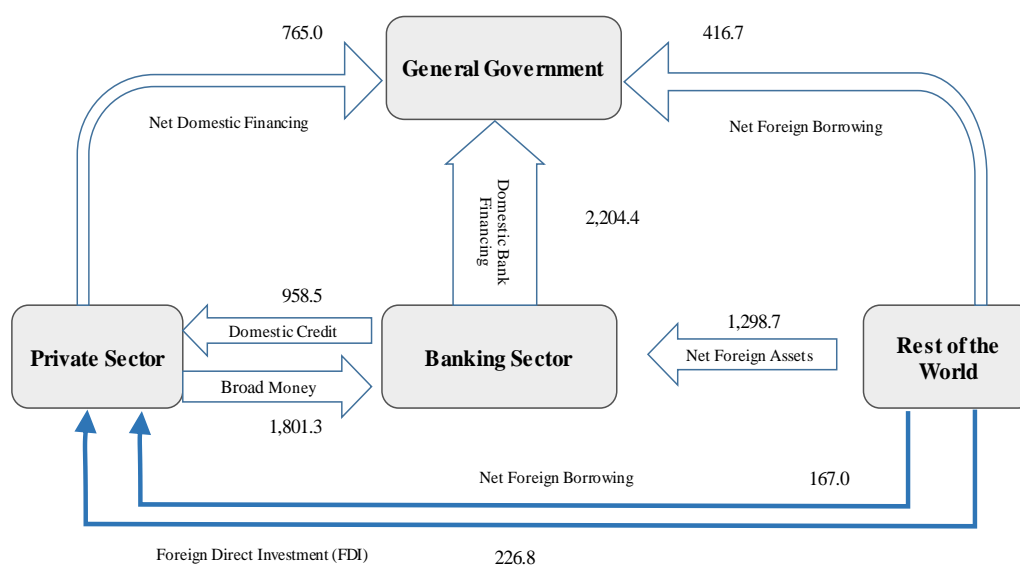 765.0
416.7
General Government
Net Domestic Financing
Net Foreign Borrowing
Domestic Bank
Financing
2,204.4
958.5
1,298.7
Domestic Credit
Private Sector
Banking Sector
Net Foreign Assets
Rest of the
World
Broad Money
1,801.3
Net Foreign Borrowing
167.0
Foreign Direct Investment (FDI)
226.8